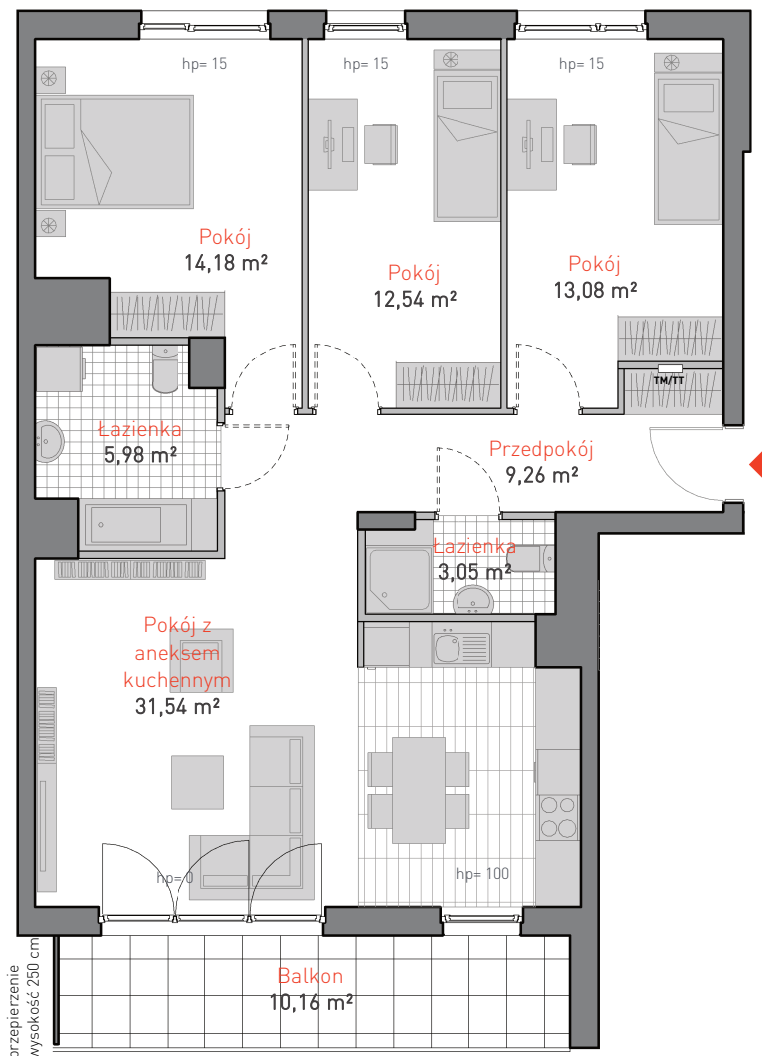 hp= 15
hp= 15
hp= 15
Pokój
14,18 m²
Pokój
12,54 m²
Pokój
13,08 m²
TM/TT
Łazienka
5,98 m²
Przedpokój
9,26 m²
Łazienka
3,05 m²
Pokój z
aneksem
kuchennym
31,54 m²
hp= 0
hp= 100
Balkon
10,16 m²
przepierzenie
wysokość 250 cm